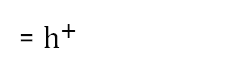 = h⁺